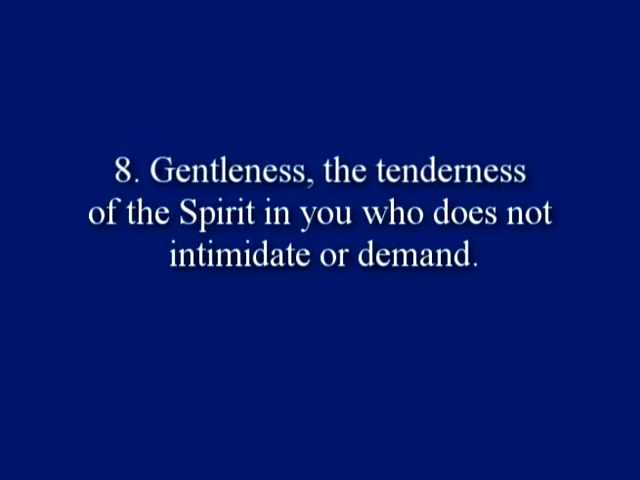 8. Gentleness, the tenderness
of the Spirit in you who does not
intimidate or demand.